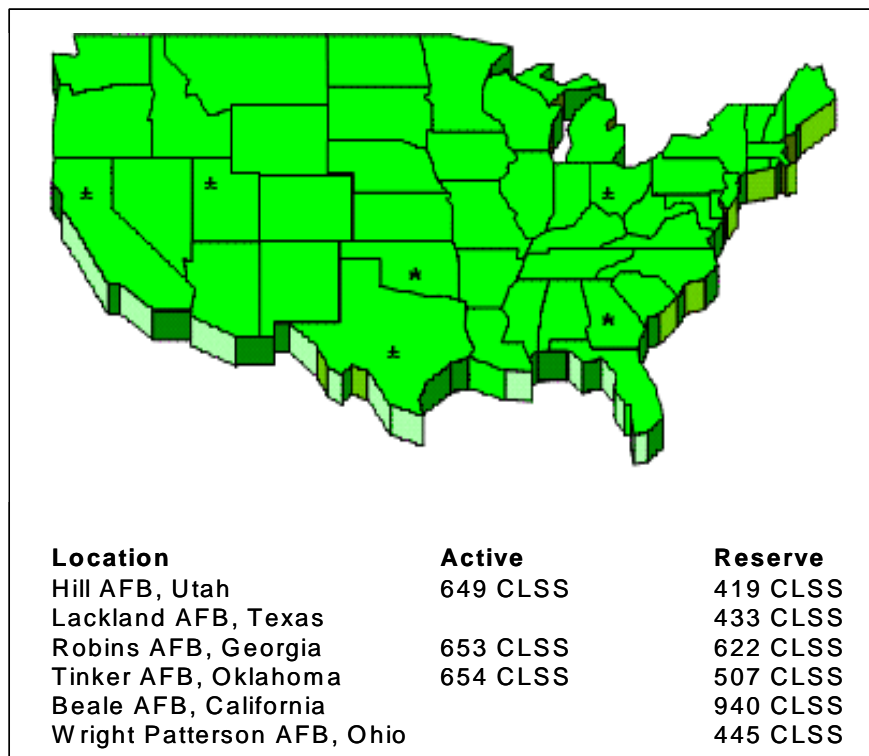 ±
±
±
*
*
±
Location Active Reserve
Hill AFB, Utah 649 CLSS 419 CLSS
Lackland AFB, Texas 433 CLSS
Robins AFB, Georgia 653 CLSS 622 CLSS
Tinker AFB, Oklahoma 654 CLSS 507 CLSS
Beale AFB, California 940 CLSS
Wright Patterson AFB, Ohio 445 CLSS